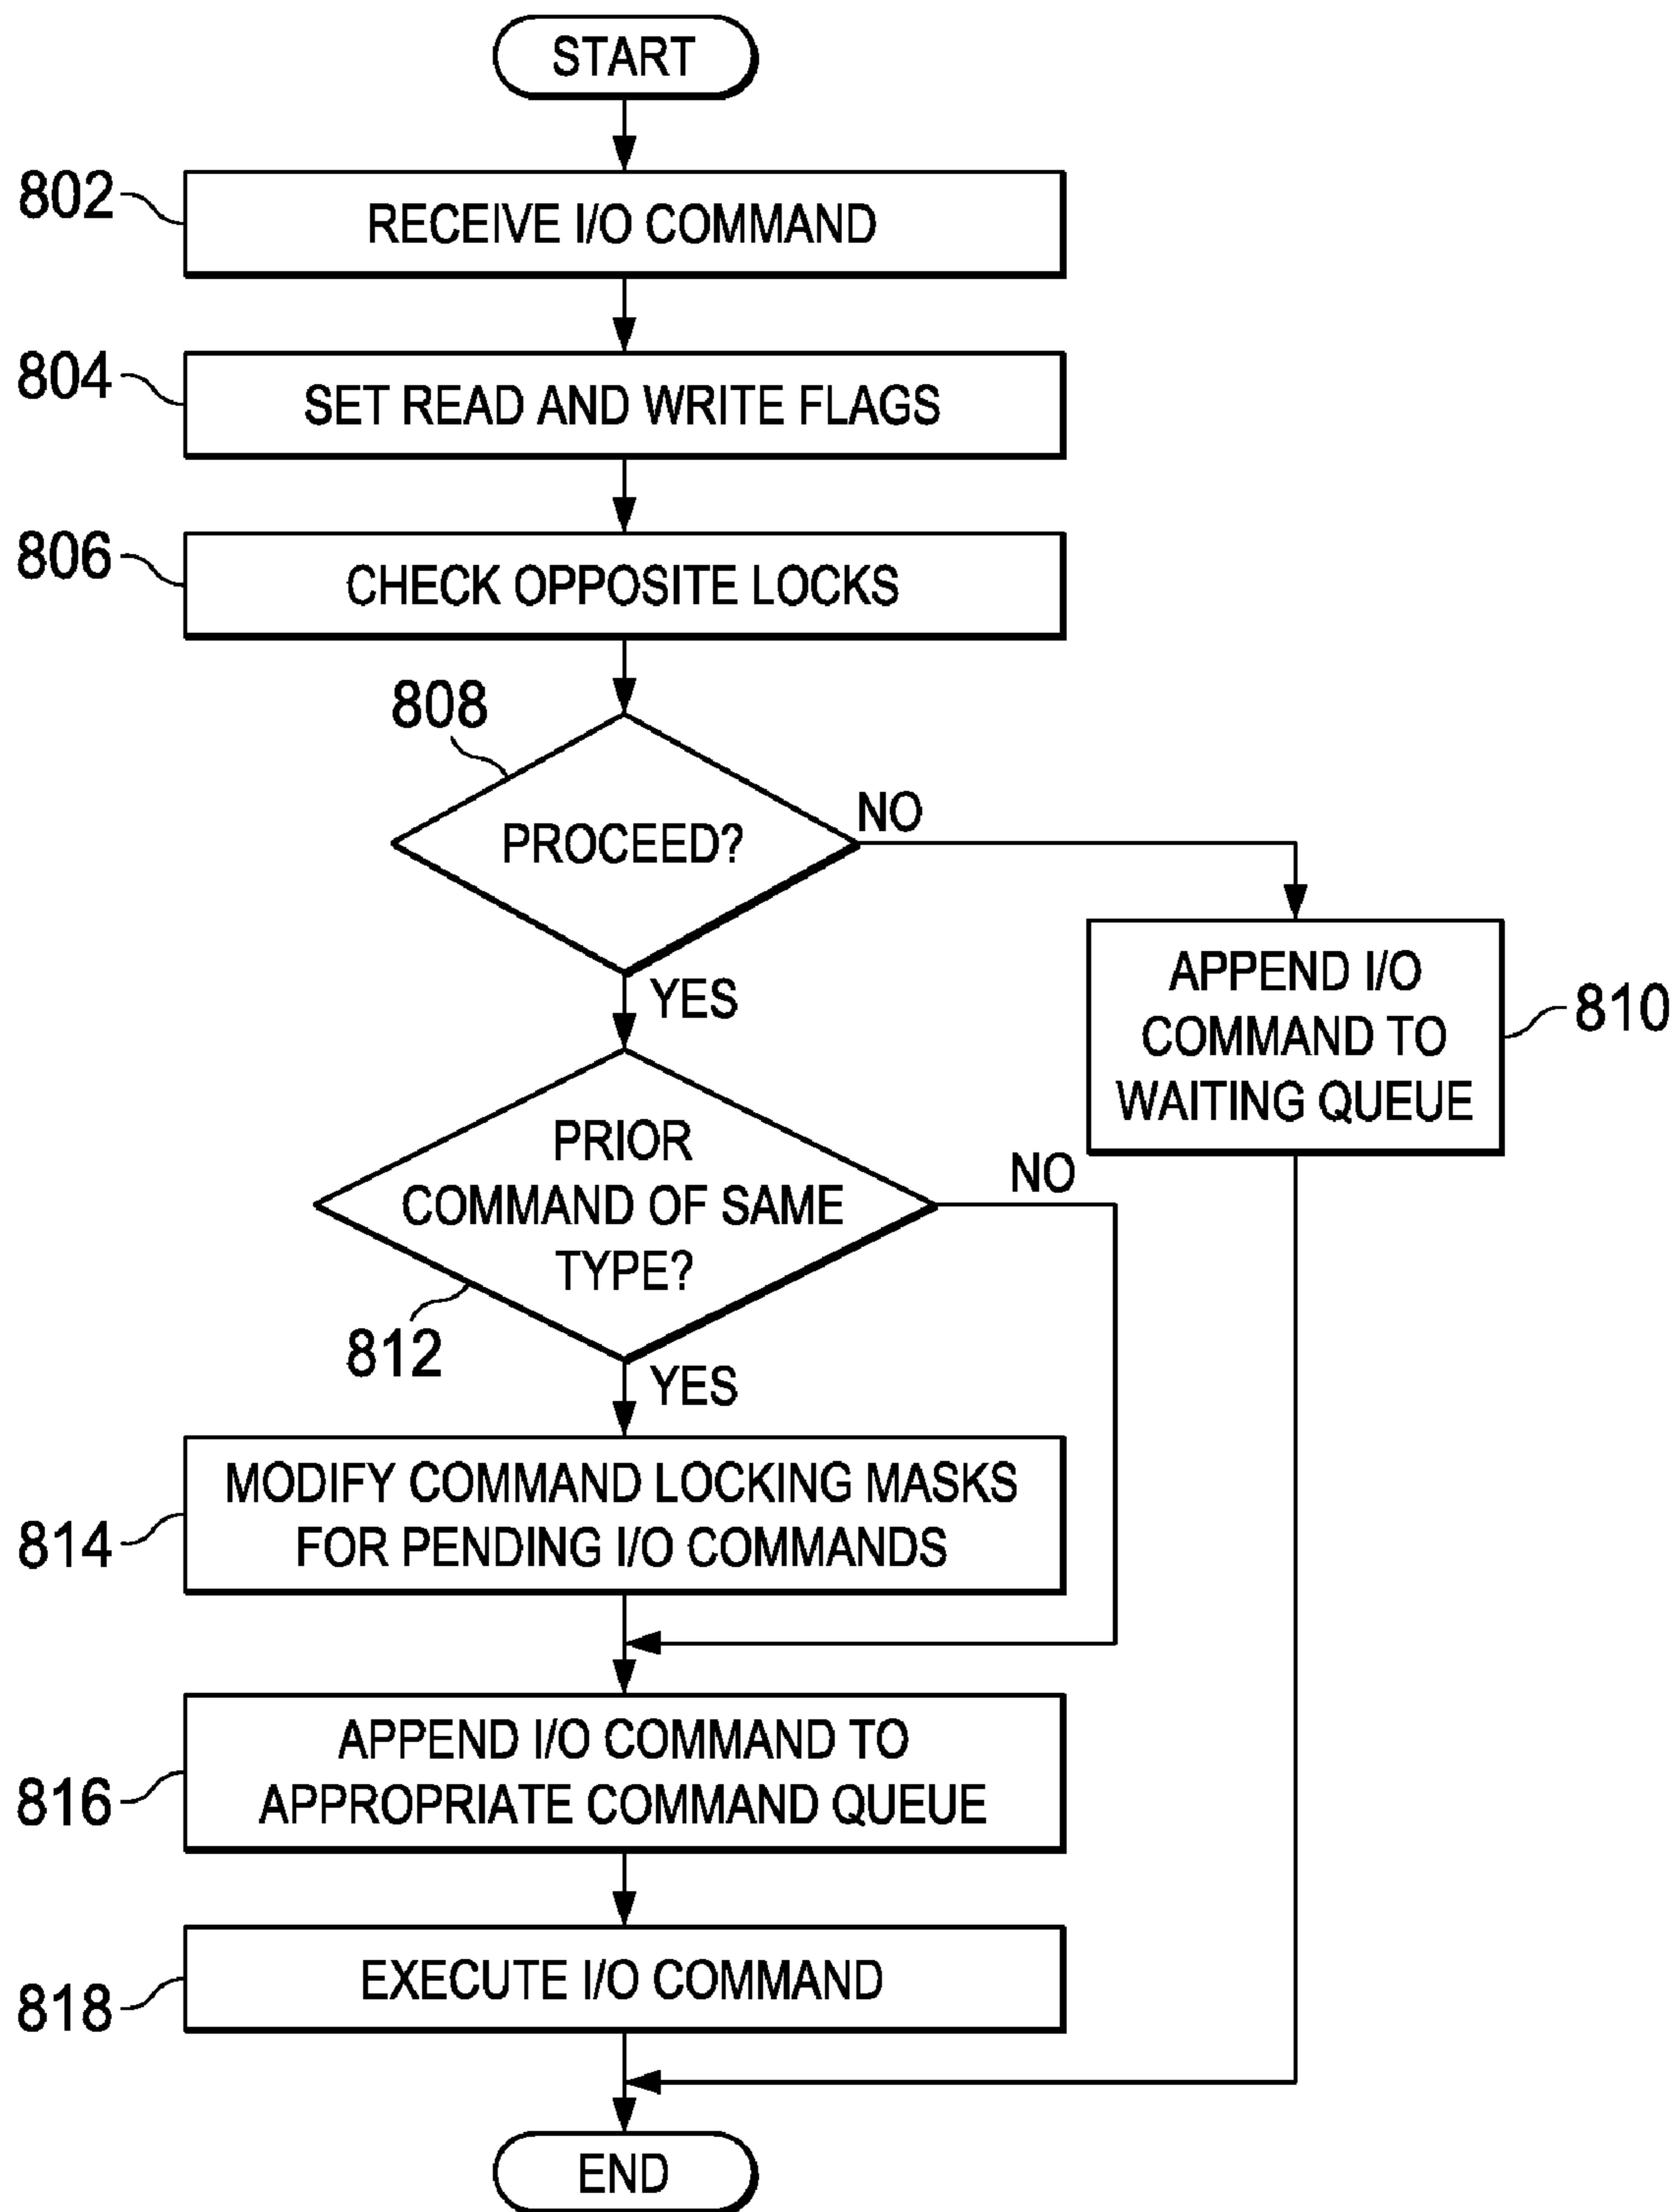 START
802
RECEIVE I/O COMMAND
804
SET READ AND WRITE FLAGS
806
CHECK OPPOSITE LOCKS
808
PROCEED?
NO
YES
APPEND I/O
COMMAND TO
WAITING QUEUE
810
PRIOR
COMMAND OF SAME
TYPE?
NO
812
YES
814
MODIFY COMMAND LOCKING MASKS
FOR PENDING I/O COMMANDS
816
APPEND I/O COMMAND TO
APPROPRIATE COMMAND QUEUE
818
EXECUTE I/O COMMAND
END